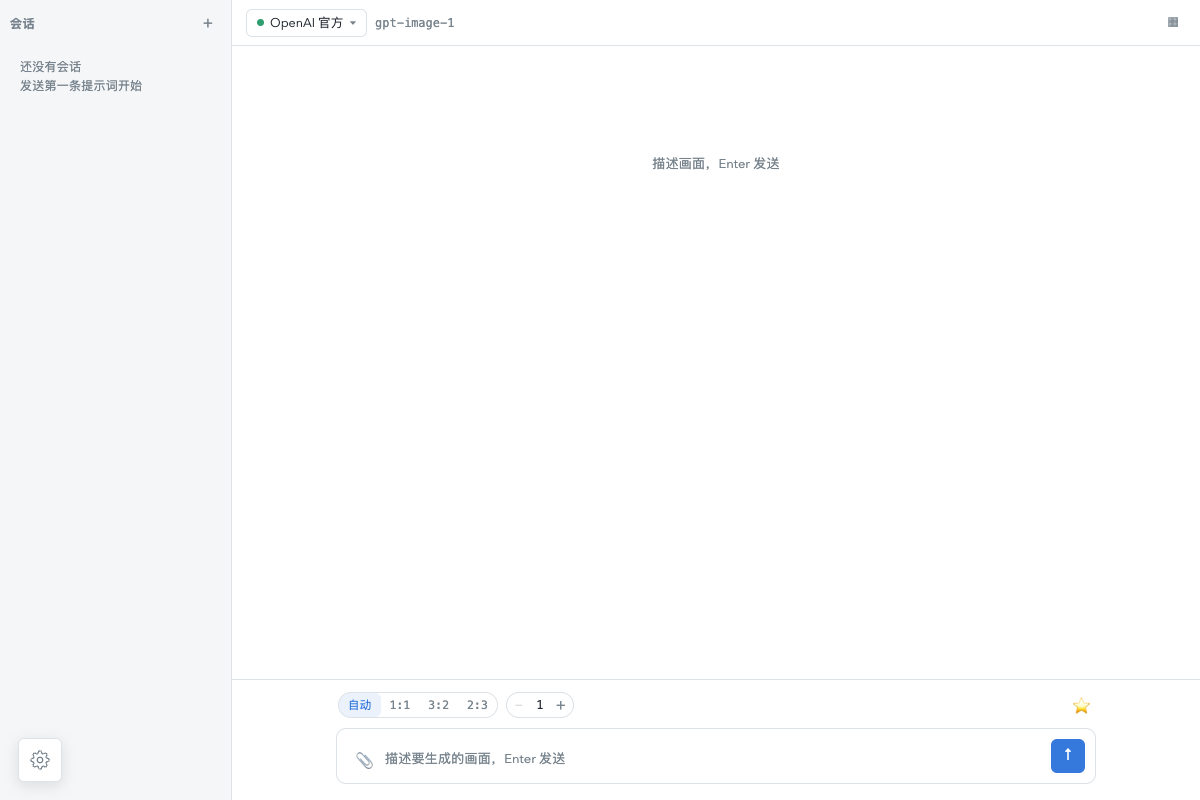 会话
还没有会话
发送第一条提示词开始
OpenAI 官方 gpt-image-1
描述画面，Enter 发送
自动 1:1 3:2 2:3 − 1 +
描述要生成的画面，Enter 发送